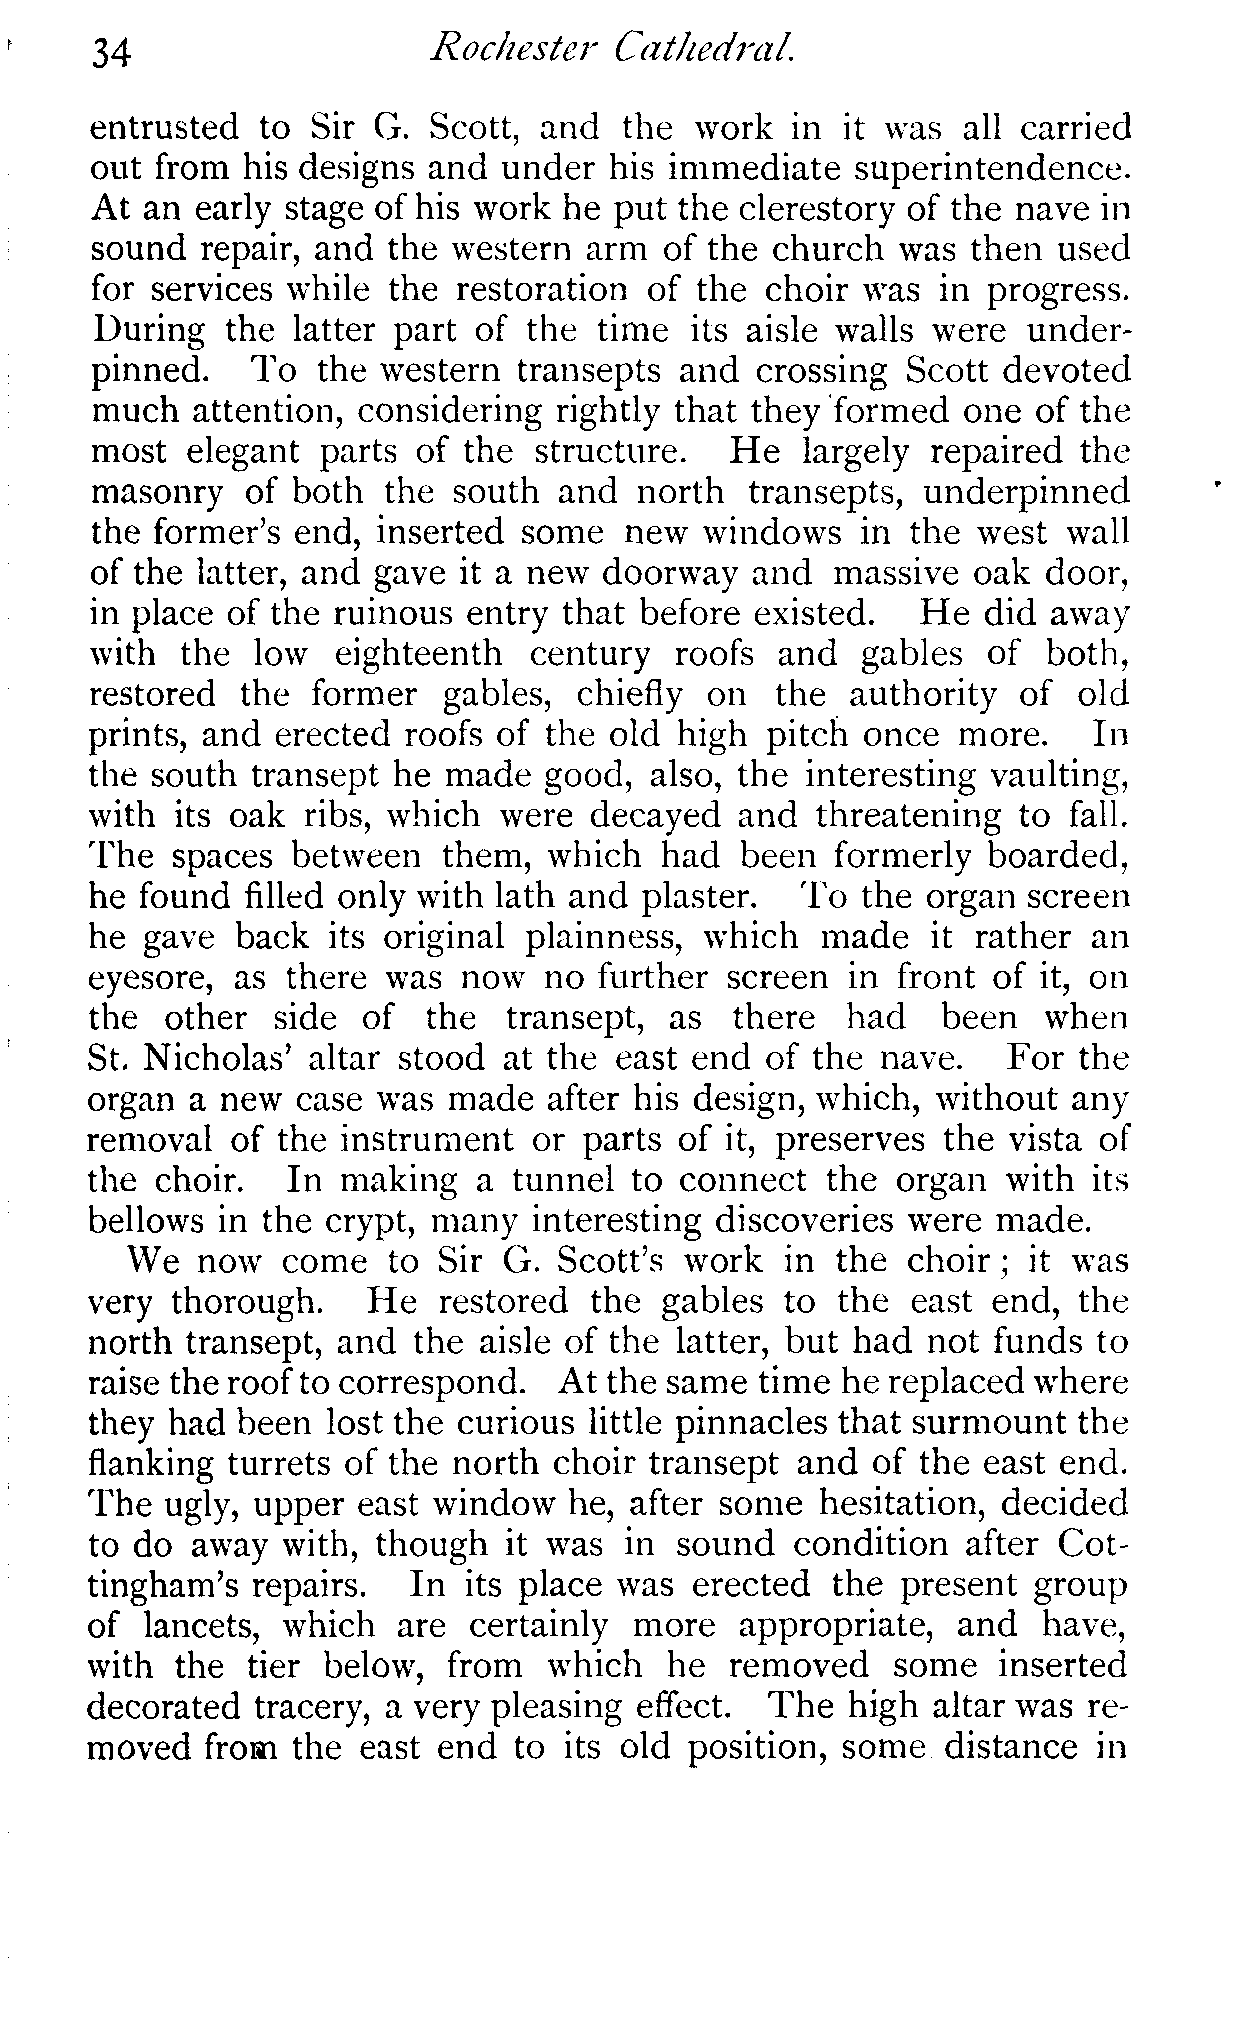 34 Rochester Cathedral.
entrusted to Sir G. Scott, and the work in it was all carried
out from his designs and under his immediate superintendence.
At an early stage of his work he put the clerestory of the nave in
sound repair, and the western arm of the church was then used
for services while the restoration of the choir was in progress.
During the latter part of the time its aisle walls were under-
pinned. To the western transepts and crossing Scott devoted
much attention, considering rightly that they formed one of the
most elegant parts of the structure. He largely repaired the
masonry of both the south and north transepts, underpinned
the former's end, inserted some new windows in the west wall
of the latter, and gave it a new doorway and massive oak door,
in place of the ruinous entry that before existed. He did away
with the low eighteenth century roofs and gables of both,
restored the former gables, chiefly on the authority of old
prints, and erected roofs of the old high pitch once more. In
the south transept he made good, also, the interesting vaulting,
with its oak ribs, which were decayed and threatening to fall.
The spaces between them, which had been formerly boarded,
he found filled only with lath and plaster. To the organ screen
he gave back its original plainness, which made it rather an
eyesore, as there was now no further screen in front of it, on
the other side of the transept, as there had been when
St. Nicholas' altar stood at the east end of the nave. For the
organ a new case was made after his design, which, without any
removal of the instrument or parts of it, preserves the vista of
the choir. In making a tunnel to connect the organ with its
bellows in the crypt, many interesting discoveries were made.
We now come to Sir G. Scott's work in the choir ; it was
very thorough. He restored the gables to the east end, the
north transept, and the aisle of the latter, but had not funds to
raise the roof to correspond. At the same time he replaced where
they had been lost the curious little pinnacles that surmount the
flanking turrets of the north choir transept and of the east end.
The ugly, upper east window he, after some hesitation, decided
to do away with, though it was in sound condition after Cot-
tingham's repairs. In its place was erected the present group
of lancets, which are certainly more appropriate, and have,
with the tier below, from which he removed some inserted
decorated tracery, a very pleasing effect. The high altar was re-
moved from the east end to its old position, some distance in